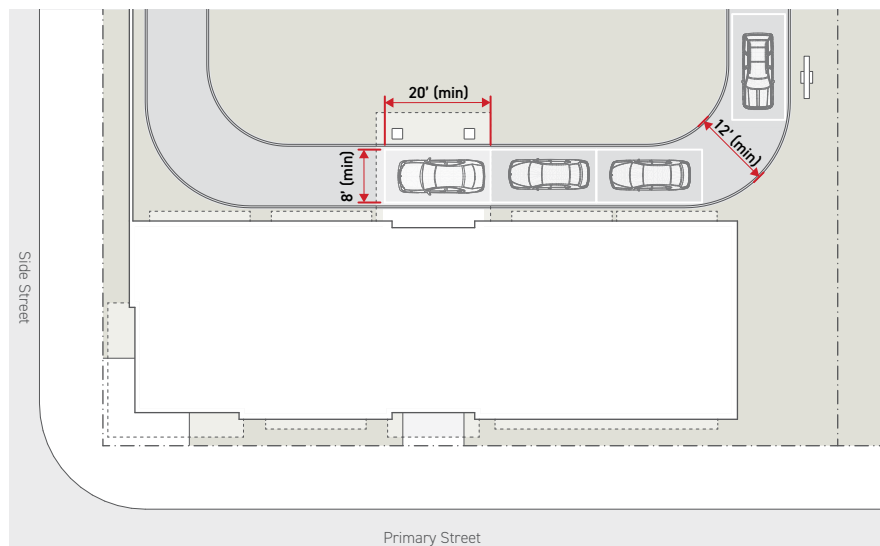 20' (min)
12' (min)
8' (min)
Side Street
Primary Street